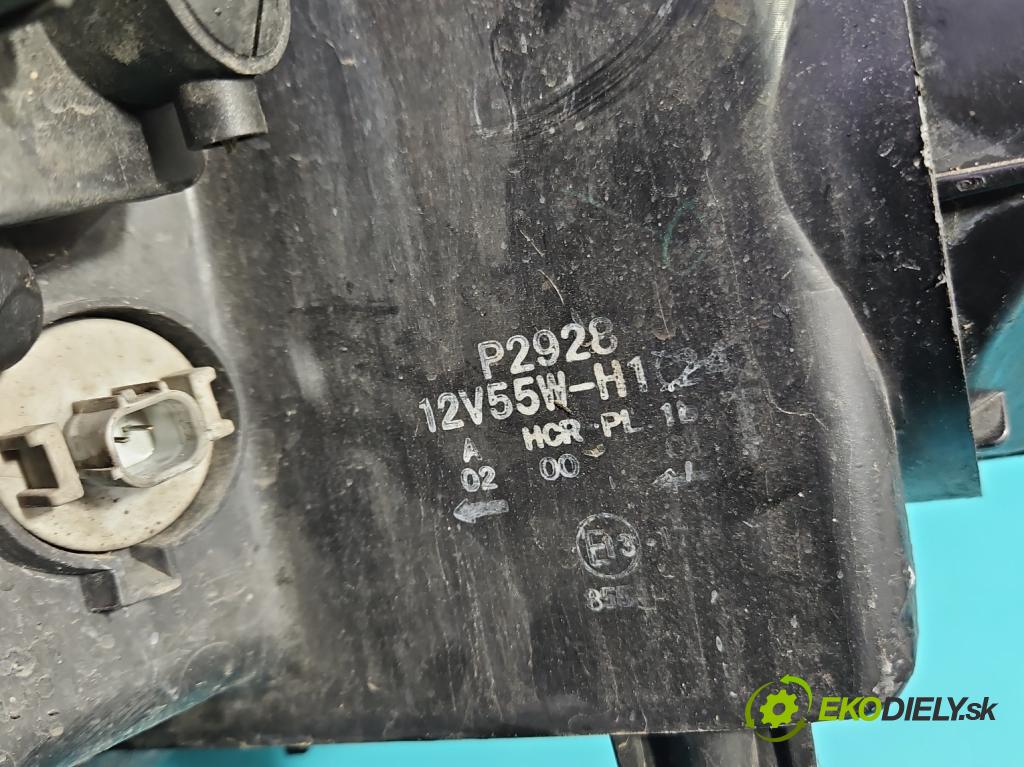 P2928
12V55W-H1
A HCR PL
02 00
E13
EKODIELY.sk